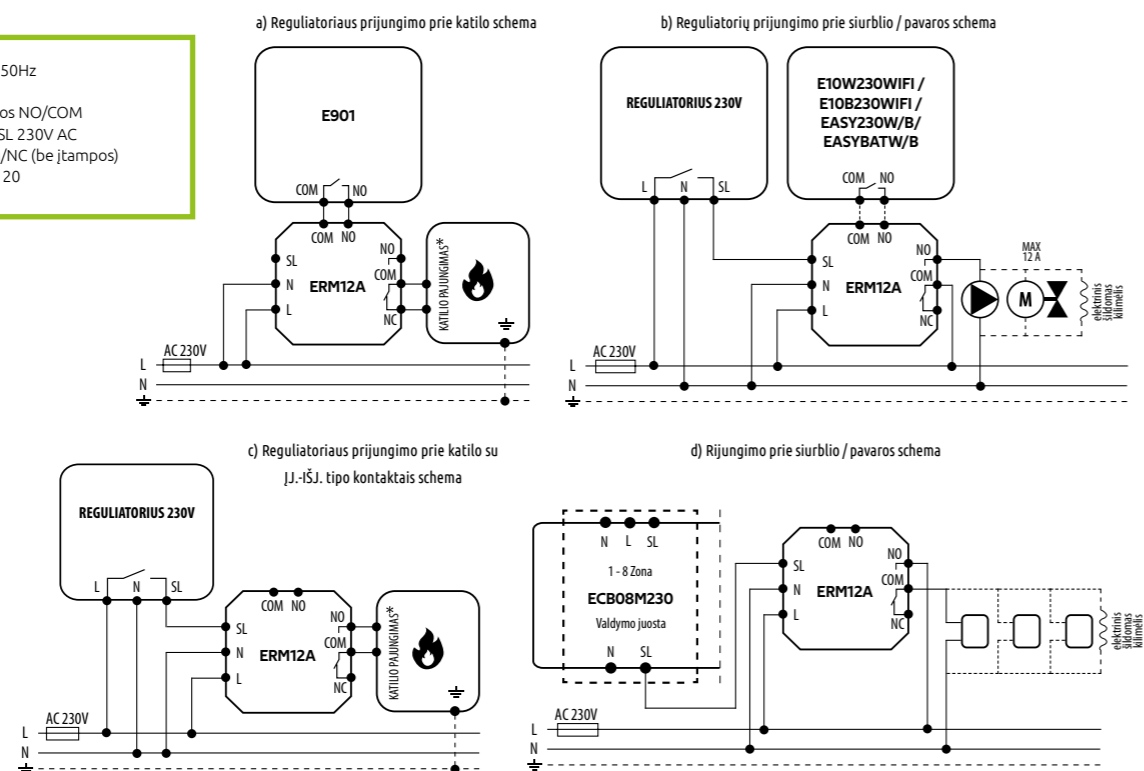 50Hz
os NO/COM
SL 230V AC
/NC (be įtampos)
20
a) Reguliatoriaus prijungimo prie katilo schema
E901
COM NO
COM NO
SL
N
L
ERM12A
NO
COM
NC
KATILIO PAJUNGIMAS*
AC 230V
L
N
b) Reguliatorių prijungimo prie siurblio / pavaros schema
REGULIATORIUS 230V
L N SL
E10W230WIFI /
E10B230WIFI /
EASY230W/B/
EASYBATW/B
COM NO
COM NO
SL
N
L
ERM12A
NO
COM
NC
MAX
12 A
M
elektrinis
šildomas
kilimėlis
AC 230V
L
N
c) Reguliatoriaus prijungimo prie katilo su
ĮJ.-IŠJ. tipo kontaktais schema
REGULIATORIUS 230V
L N SL
COM NO
SL
N
L
ERM12A
NO
COM
NC
KATILIO PAJUNGIMAS*
AC 230V
L
N
d) Rijungimo prie siurblio / pavaros schema
N L SL
1 - 8 Zona
ECB08M230
Valdymo juosta
N SL
COM NO
SL
N
L
ERM12A
NO
COM
NC
elektrinis
šildomas
kilimėlis
AC 230V
L
N